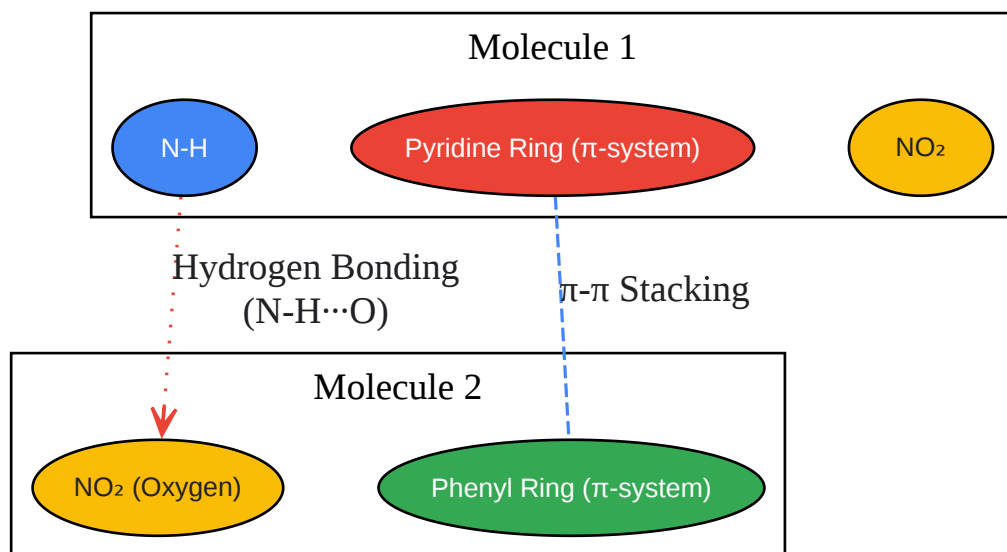 Molecule 1
N-H
Pyridine Ring (π-system)
NO₂
Hydrogen Bonding
(N-H···O)
π-π Stacking
Molecule 2
NO₂ (Oxygen)
Phenyl Ring (π-system)